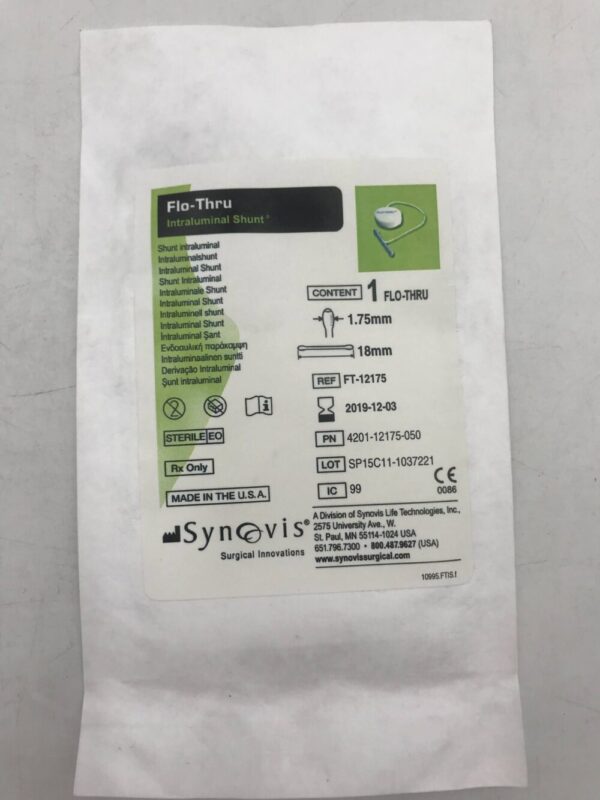 Flo-Thru
Intraluminal Shunt®
Shunt intraluminal
Intraluminalshunt
Intraluminal Shunt
Shunt Intraluminal
Intraluminale Shunt
Intraluminal Shunt
Intraluminell shunt
Intraluminal Shunt
İntraluminal Şant
Ενδοαυλική παράκαμψη
Intraluminaalinen suntti
Derivação Intraluminal
Şunt intraluminal
CONTENT 1 FLO-THRU
1.75mm
18mm
REF FT-12175
2019-12-03
PN 4201-12175-050
LOT SP15C11-1037221
IC 99
CE
0086
2
i
STERILE EO
Rx Only
MADE IN THE U.S.A.
Synovis®
Surgical Innovations
A Division of Synovis Life Technologies, Inc.,
2575 University Ave., W.
St. Paul, MN 55114-1024 USA
651.796.7300 • 800.487.9627 (USA)
www.synovissurgical.com
10995.FTIS.f